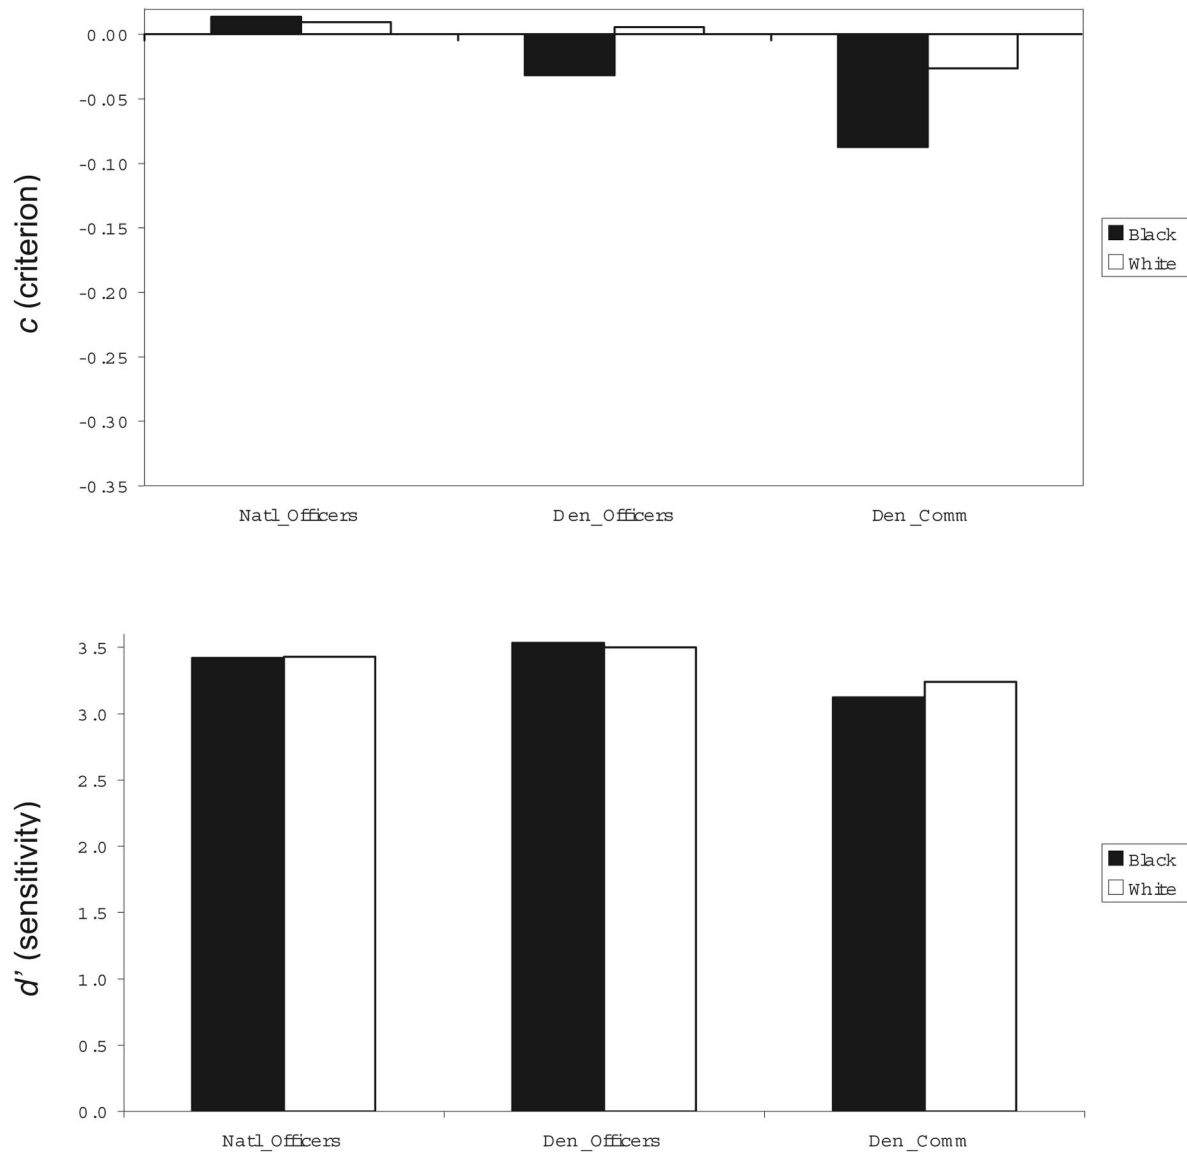 c (criterion)
0.00
-0.05
-0.10
-0.15
-0.20
-0.25
-0.30
-0.35
Natl_Officers
Den_Officers
Den_Comm
Black
White
d’ (sensitivity)
3.5
3.0
2.5
2.0
1.5
1.0
0.5
0.0
Natl_Officers
Den_Officers
Den_Comm
Black
White